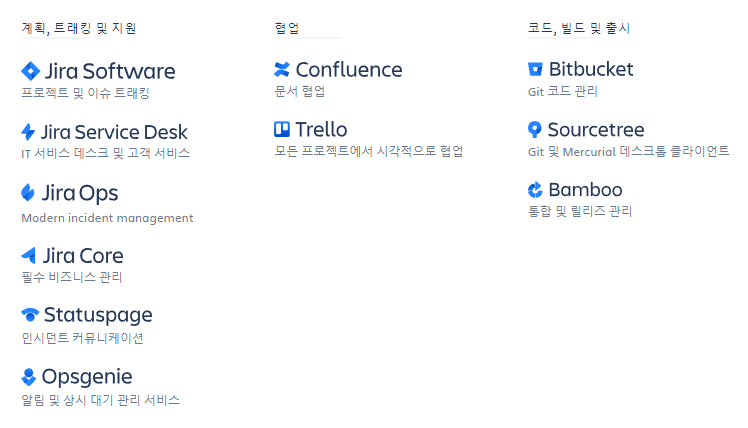 계획, 트래킹 및 지원
Jira Software
프로젝트 및 이슈 트래킹
Jira Service Desk
IT 서비스 데스크 및 고객 서비스
Jira Ops
Modern incident management
Jira Core
필수 비즈니스 관리
Statuspage
인시던트 커뮤니케이션
Opsgenie
알림 및 상시 대기 관리 서비스
협업
Confluence
문서 협업
Trello
모든 프로젝트에서 시각적으로 협업
코드, 빌드 및 출시
Bitbucket
Git 코드 관리
Sourcetree
Git 및 Mercurial 데스크톱 클라이언트
Bamboo
통합 및 릴리즈 관리